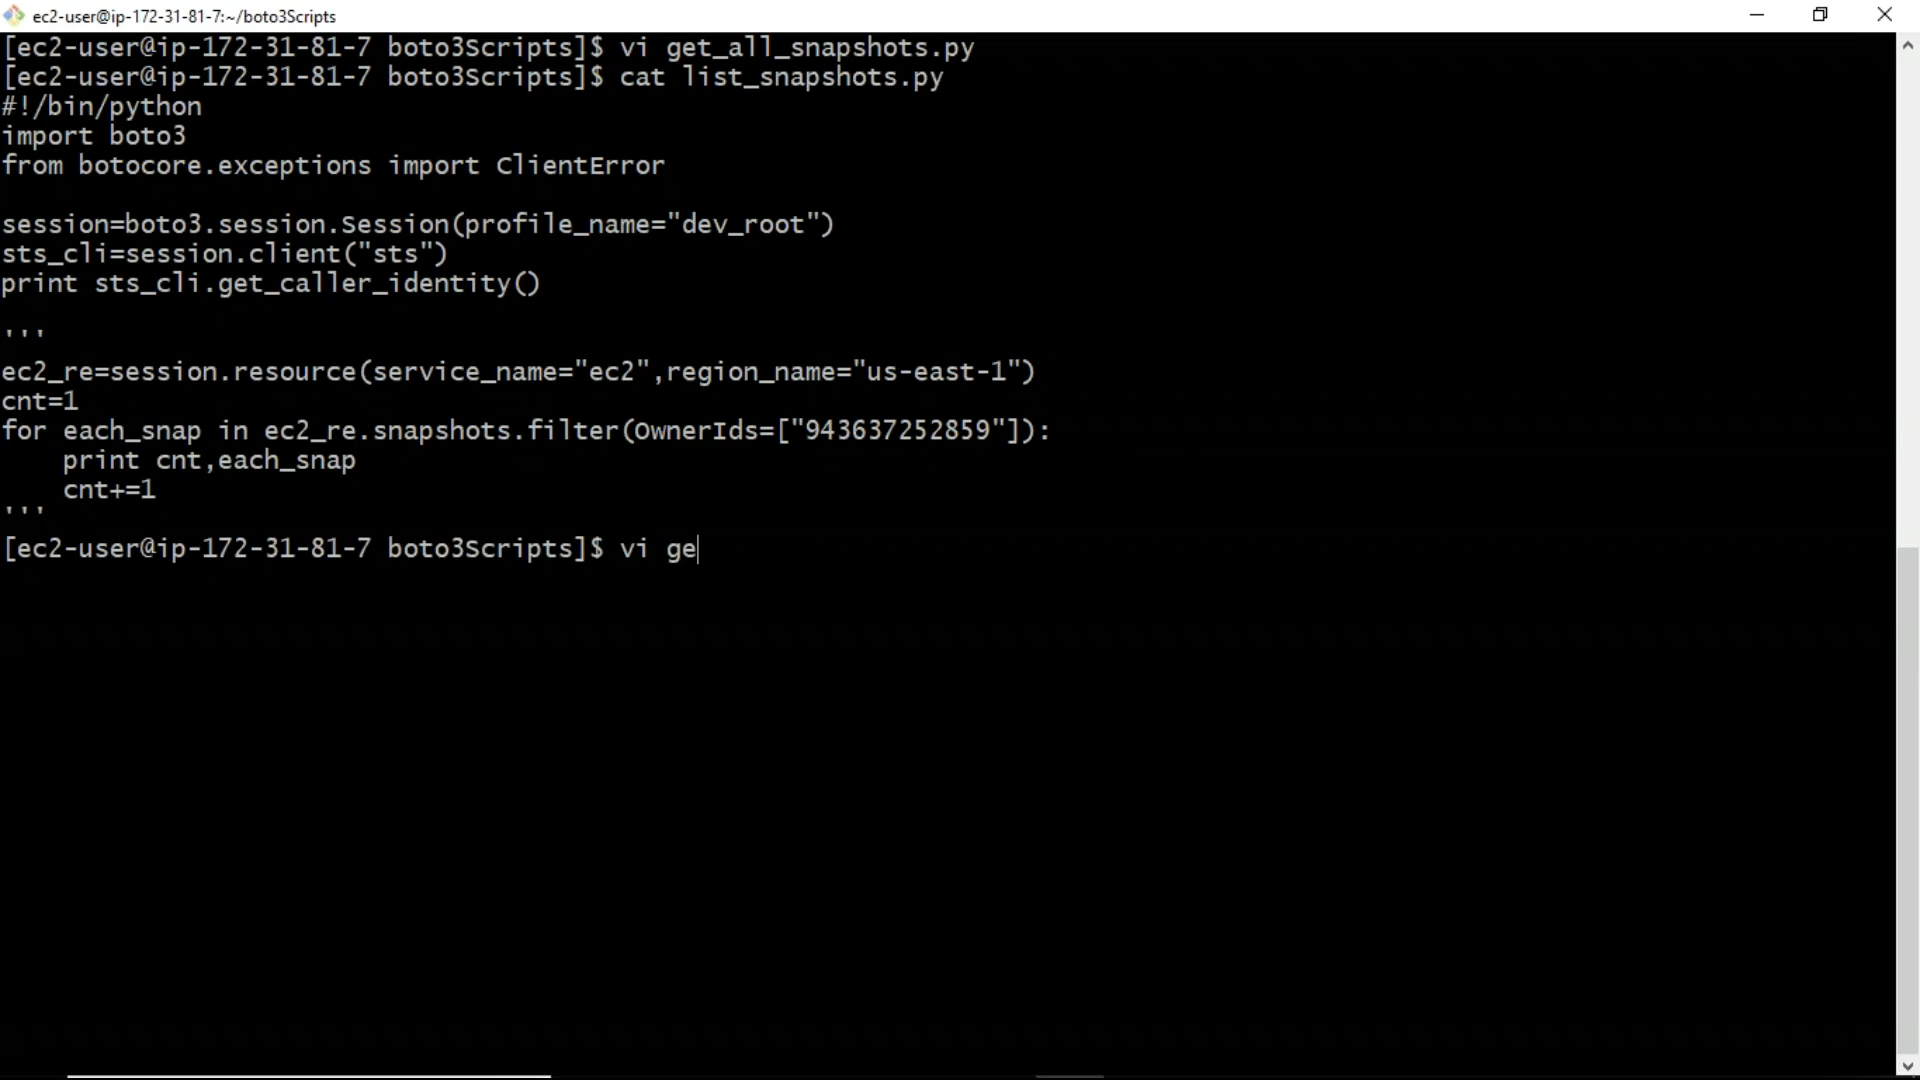 ec2-user@ip-172-31-81-7:~/boto3Scripts
[ec2-user@ip-172-31-81-7 boto3Scripts]$ vi get_all_snapshots.py
[ec2-user@ip-172-31-81-7 boto3Scripts]$ cat list_snapshots.py
#!/bin/python
import boto3
from botocore.exceptions import ClientError
session=boto3.session.Session(profile_name="dev_root")
sts_cli=session.client("sts")
print sts_cli.get_caller_identity()
'''
ec2_re=session.resource(service_name="ec2",region_name="us-east-1")
cnt=1
for each_snap in ec2_re.snapshots.filter(OwnerIds=["943637252859"]):
    print cnt,each_snap
    cnt+=1
'''
[ec2-user@ip-172-31-81-7 boto3Scripts]$ vi ge